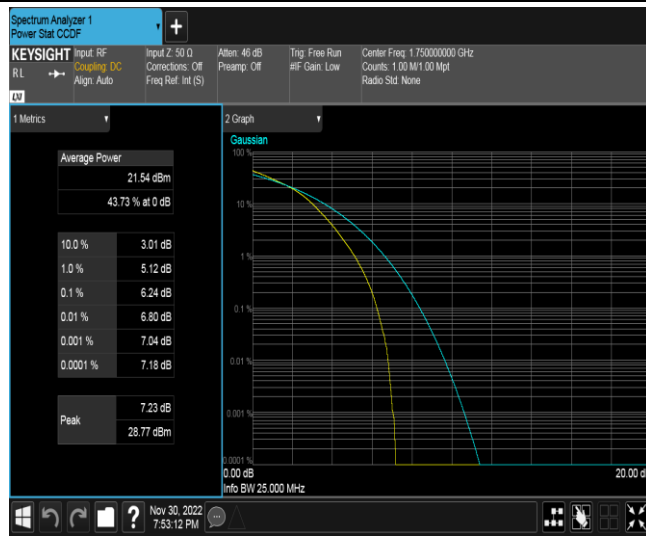 Spectrum Analyzer 1
Power Stat CCDF
+
KEYSIGHT
RL
LXI
Input: RF
Coupling: DC
Align: Auto
Input Z: 50 Ω
Corrections: Off
Freq Ref: Int (S)
Atten: 46 dB
Preamp: Off
Trig: Free Run
#IF Gain: Low
Center Freq: 1.750000000 GHz
Counts: 1.00 M/1.00 Mpt
Radio Std: None
1 Metrics
Average Power
21.54 dBm
43.73 % at 0 dB
10.0 % 3.01 dB
1.0 % 5.12 dB
0.1 % 6.24 dB
0.01 % 6.80 dB
0.001 % 7.04 dB
0.0001 % 7.18 dB
Peak
7.23 dB
28.77 dBm
2 Graph
Gaussian
100 %
10 %
1 %
0.1 %
0.01 %
0.001 %
0.0001 %
0.00 dB
20.00 d
Info BW 25.000 MHz
?
Nov 30, 2022
7:53:12 PM